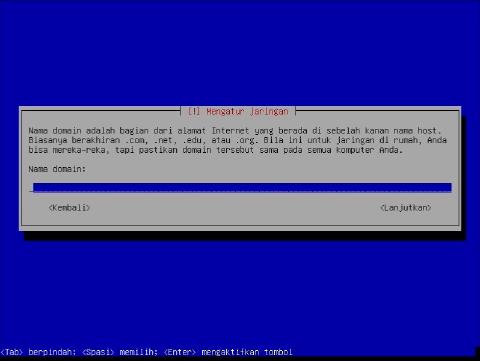 [!] Mengatur jaringan
Nama domain adalah bagian dari alamat Internet yang berada di sebelah kanan nama host.
Biasanya berakhiran .com, .net, .edu, atau .org. Bila ini untuk jaringan di rumah, Anda
bisa mereka-reka, tapi pastikan domain tersebut sama pada semua komputer Anda.
Nama domain:
<Kembali> <Lanjutkan>
<Tab> berpindah; <Spasi> memilih; <Enter> mengaktifkan tombol